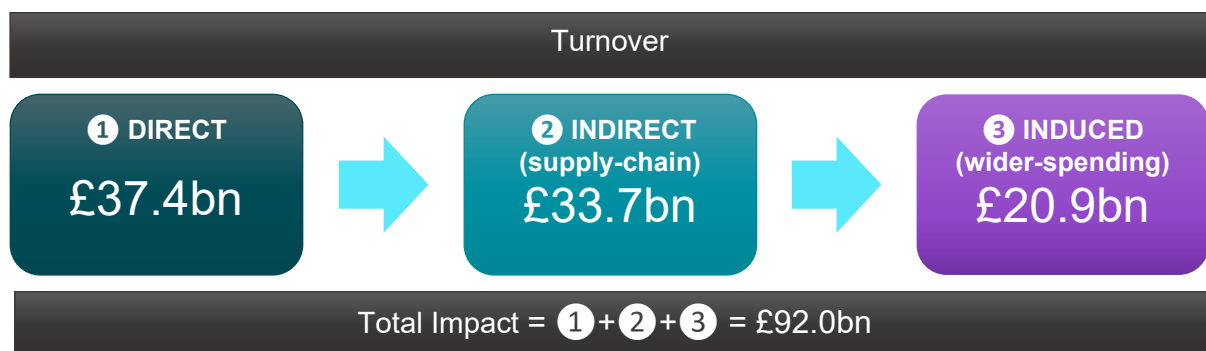 Turnover
❶ DIRECT
£37.4bn
❷ INDIRECT
(supply-chain)
£33.7bn
❸ INDUCED
(wider-spending)
£20.9bn
Total Impact = ❶+❷+❸ = £92.0bn